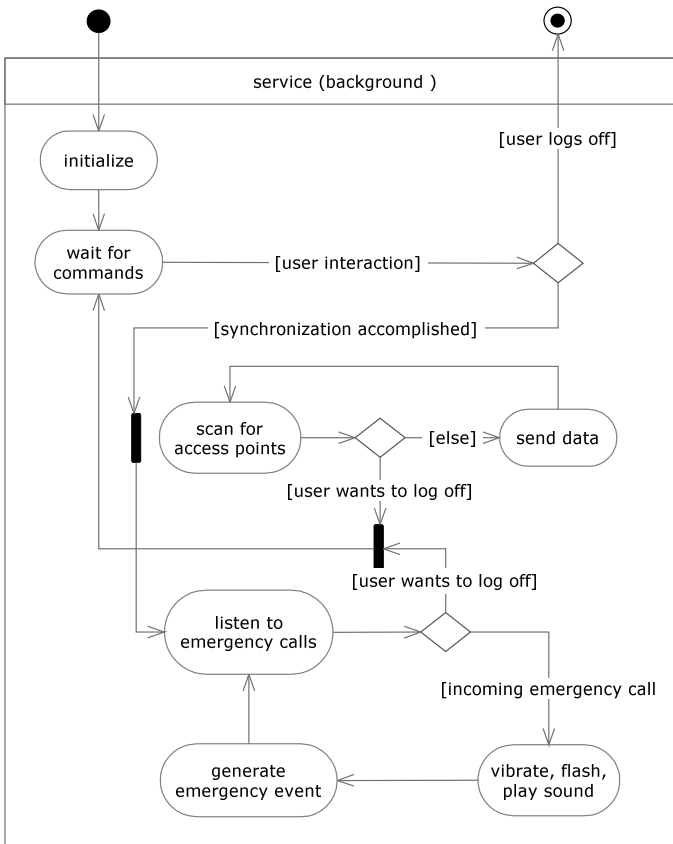 service (background )
[user logs off]
initialize
wait for
commands
[user interaction]
[synchronization accomplished]
scan for
access points
[else]
send data
[user wants to log off]
[user wants to log off]
listen to
emergency calls
[incoming emergency call
generate
emergency event
vibrate, flash,
play sound